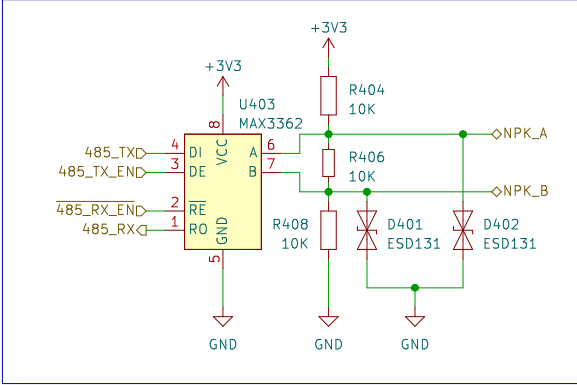 +3V3
+3V3
U403
MAX3362
R404
10K
8
VCC
485_TX
4
DI
A
6
NPK_A
485_TX_EN
3
DE
B
7
R406
10K
NPK_B
485_RX_EN
2
RE
485_RX
1
RO
GND
5
R408
10K
D401
ESD131
D402
ESD131
GND
GND
GND